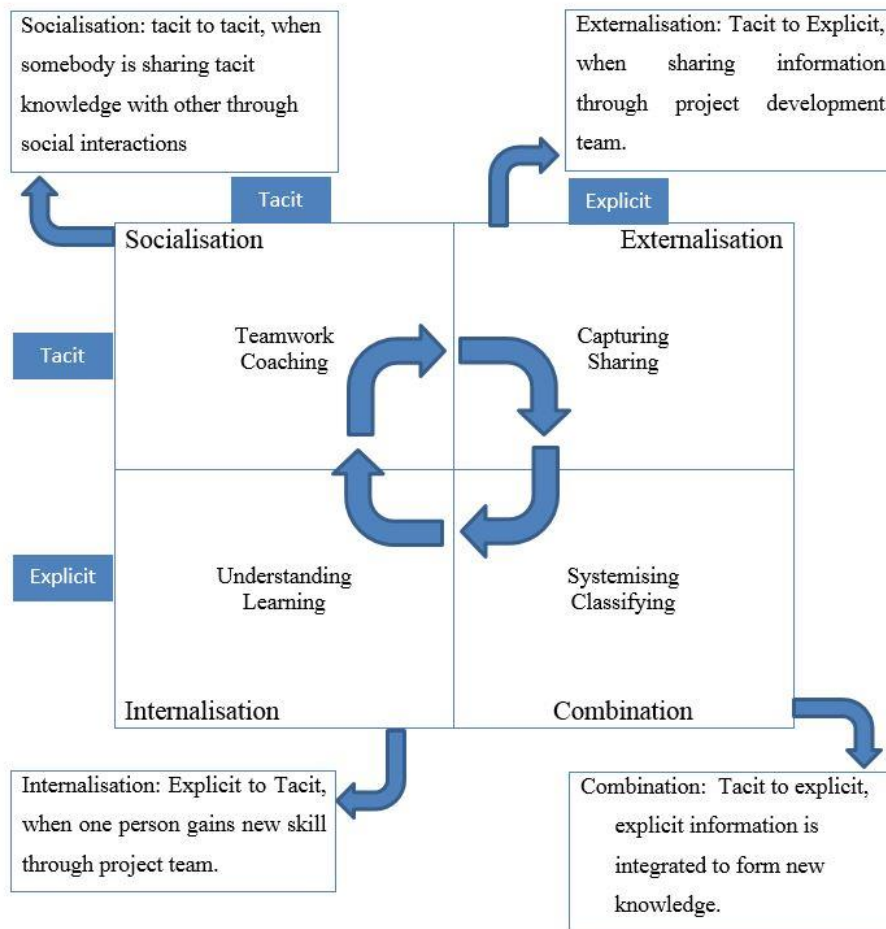 Socialisation: tacit to tacit, when
somebody is sharing tacit
knowledge with other through
social interactions
Externalisation: Tacit to Explicit,
when sharing information
through project development
team.
Tacit
Explicit
Socialisation
Externalisation
Tacit
Teamwork
Coaching
Capturing
Sharing
Explicit
Understanding
Learning
Systemising
Classifying
Internalisation
Combination
Internalisation: Explicit to Tacit,
when one person gains new skill
through project team.
Combination: Tacit to explicit,
explicit information is
integrated to form new
knowledge.